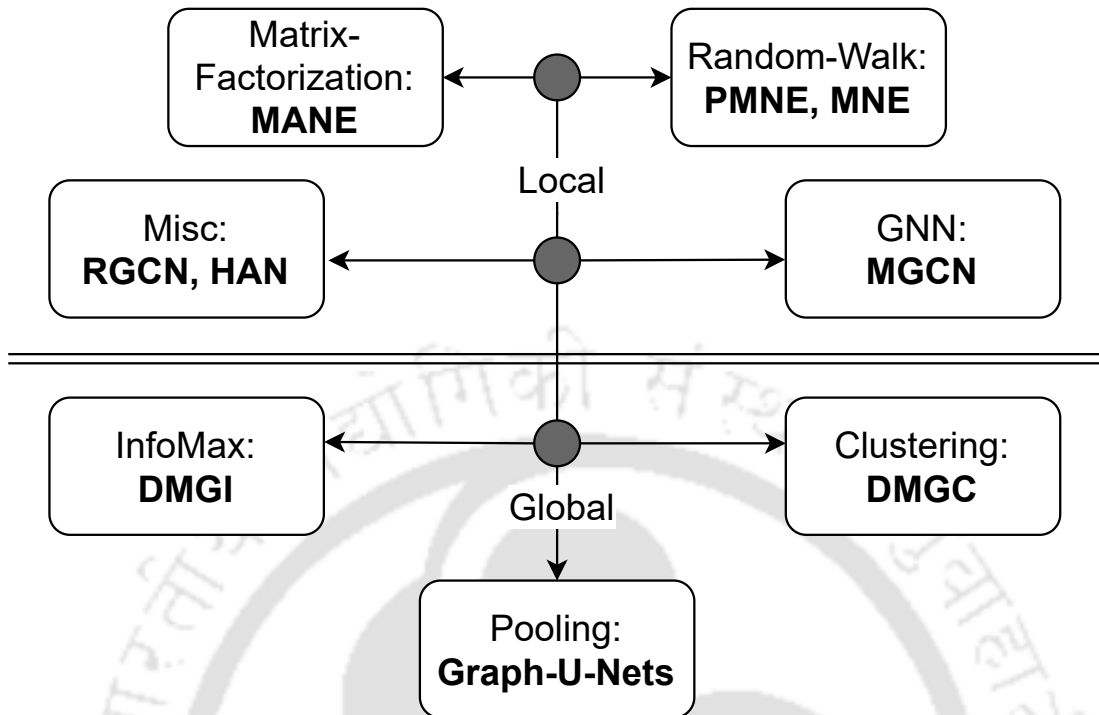 Matrix-
Factorization:
MANE
Random-Walk:
PMNE, MNE
Local
Misc:
RGCN, HAN
GNN:
MGCN
InfoMax:
DMGI
Clustering:
DMGC
Global
Pooling:
Graph-U-Nets